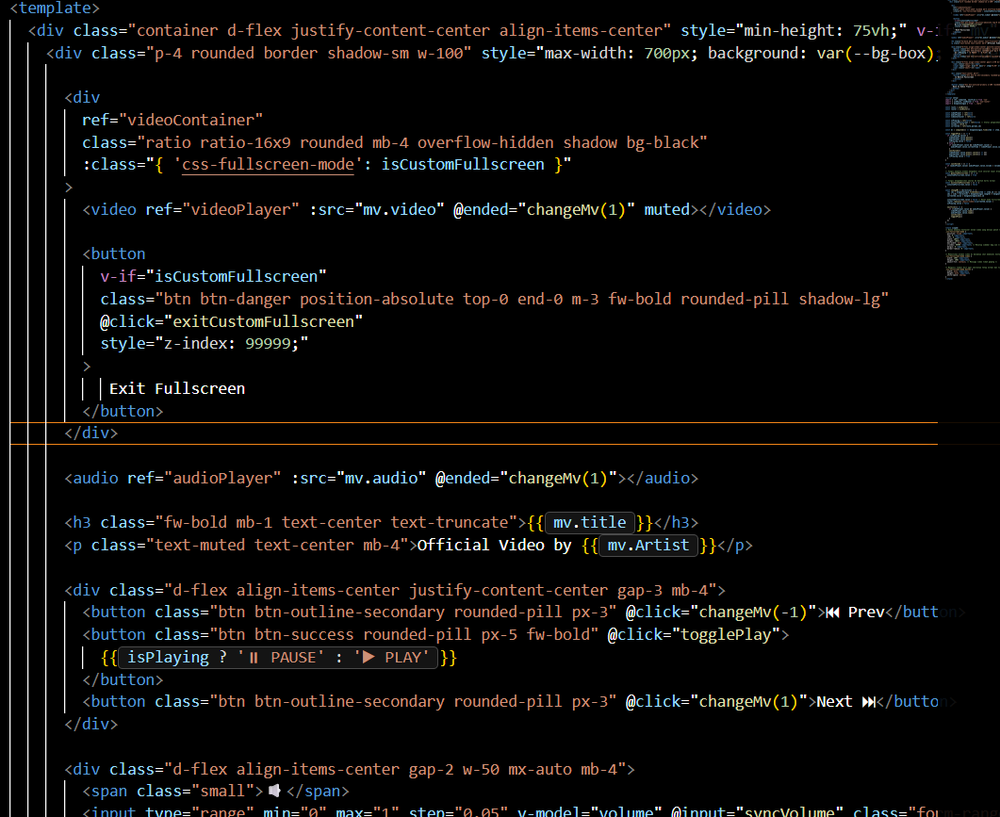 <template>
<div class="container d-flex justify-content-center align-items-center" style="min-height: 75vh;" v-if
<div class="p-4 rounded border shadow-sm w-100" style="max-width: 700px; background: var(--bg-box);
<div
ref="videoContainer"
class="ratio ratio-16x9 rounded mb-4 overflow-hidden shadow bg-black"
:class="{ 'css-fullscreen-mode': isCustomFullscreen }"
>
<video ref="videoPlayer" :src="mv.video" @ended="changeMv(1)" muted></video>
<button
v-if="isCustomFullscreen"
class="btn btn-danger position-absolute top-0 end-0 m-3 fw-bold rounded-pill shadow-lg"
@click="exitCustomFullscreen"
style="z-index: 99999;"
>
Exit Fullscreen
</button>
</div>
<audio ref="audioPlayer" :src="mv.audio" @ended="changeMv(1)"></audio>
<h3 class="fw-bold mb-1 text-center text-truncate">{{ mv.title }}</h3>
<p class="text-muted text-center mb-4">Official Video by {{ mv.Artist }}</p>
<div class="d-flex align-items-center justify-content-center gap-3 mb-4">
<button class="btn btn-outline-secondary rounded-pill px-3" @click="changeMv(-1)">⏮ Prev</button>
<button class="btn btn-success rounded-pill px-5 fw-bold" @click="togglePlay">
{{ isPlaying ? '⏸ PAUSE' : '▶ PLAY' }}
</button>
<button class="btn btn-outline-secondary rounded-pill px-3" @click="changeMv(1)">Next ⏭</button>
</div>
<div class="d-flex align-items-center gap-2 w-50 mx-auto mb-4">
<span class="small">🔈</span>
<input type="range" min="0" max="1" step="0.05" v-model="volume" @input="syncVolume" class="form-range